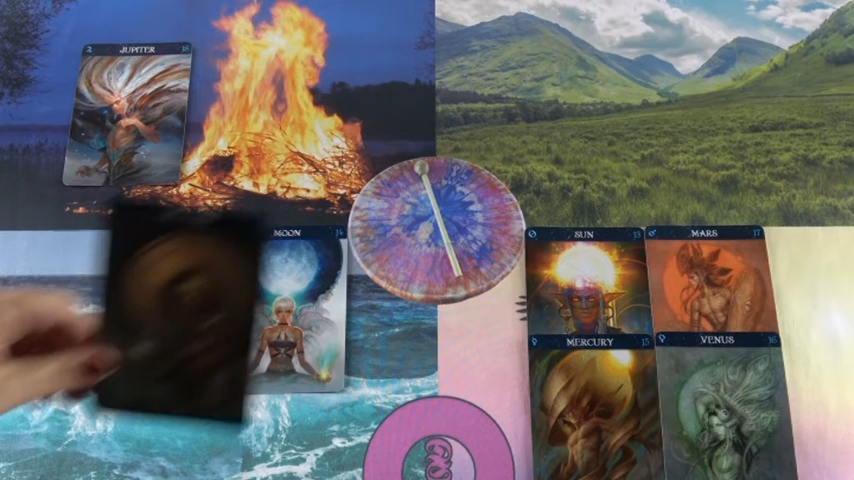 JUPITER 18
MOON 14
SUN 13
MARS 17
MERCURY 15
VENUS 16